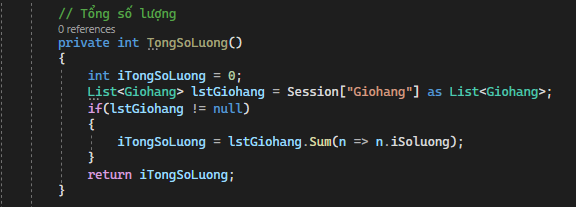 // Tổng số lượng
0 references
private int TongSoLuong()
{
int iTongSoLuong = 0;
List<Giohang> lstGiohang = Session["Giohang"] as List<Giohang>;
if(lstGiohang != null)
{
iTongSoLuong = lstGiohang.Sum(n => n.iSoluong);
}
return iTongSoLuong;
}